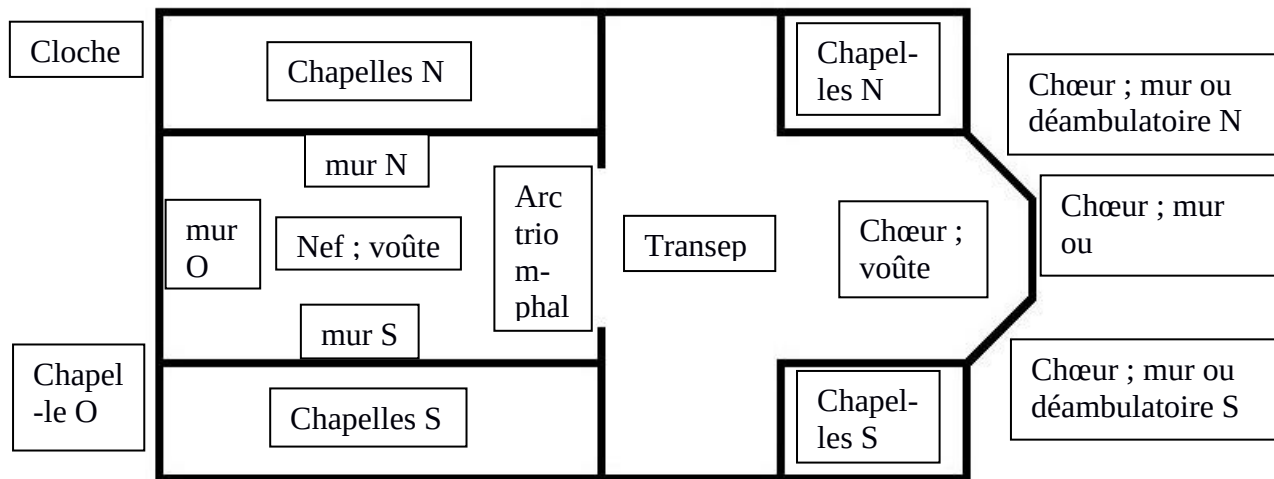 Cloche
Chapelles N
Chapel-
les N
Chœur ; mur ou
déambulatoire N
mur N
mur
O
Nef ; voûte
Arc
trio
m-
phal
Transep
Chœur ;
voûte
Chœur ; mur
ou
mur S
Chapel
-le O
Chapelles S
Chapel-
les S
Chœur ; mur ou
déambulatoire S